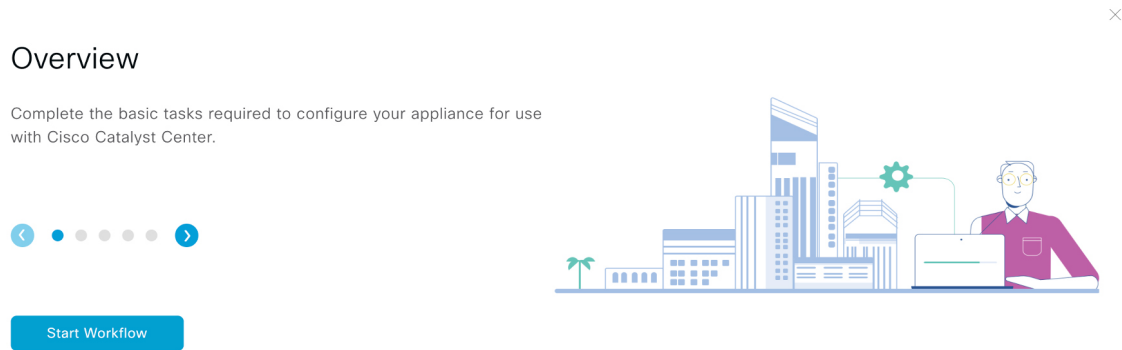 Overview
Complete the basic tasks required to configure your appliance for use
with Cisco Catalyst Center.
Start Workflow